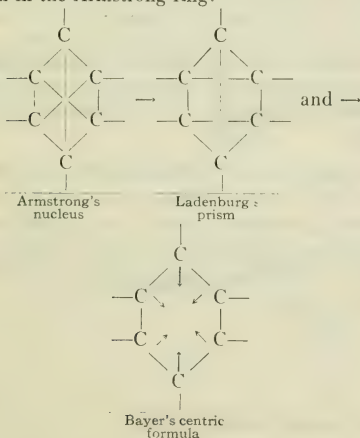 in the Armstrong ring.
C C
C C C C
→ and →
C C C C
C C
Armstrong's Ladenburg
nucleus prism
C
C C
C C
C
Bayer's centric
formula